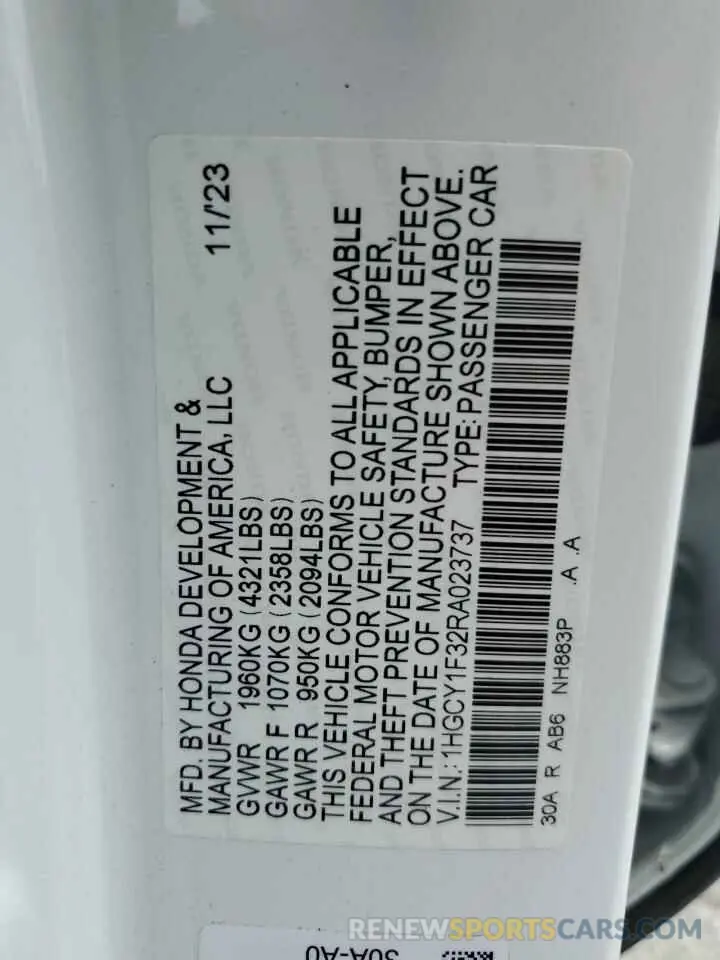 MFD. BY HONDA DEVELOPMENT & 11/23
MANUFACTURING OF AMERICA, LLC
GVWR 1960KG (4321LBS)
GAWR F 1070KG (2358LBS)
GAWR R 950KG (2094LBS)
THIS VEHICLE CONFORMS TO ALL APPLICABLE
FEDERAL MOTOR VEHICLE SAFETY, BUMPER,
AND THEFT PREVENTION STANDARDS IN EFFECT
ON THE DATE OF MANUFACTURE SHOWN ABOVE.
V.I.N.: 1HGCY1F32RA023737 TYPE: PASSENGER CAR
30A R AB6 NH883P .A .A
30A-A0
RENEWSPORTSCARS.COM